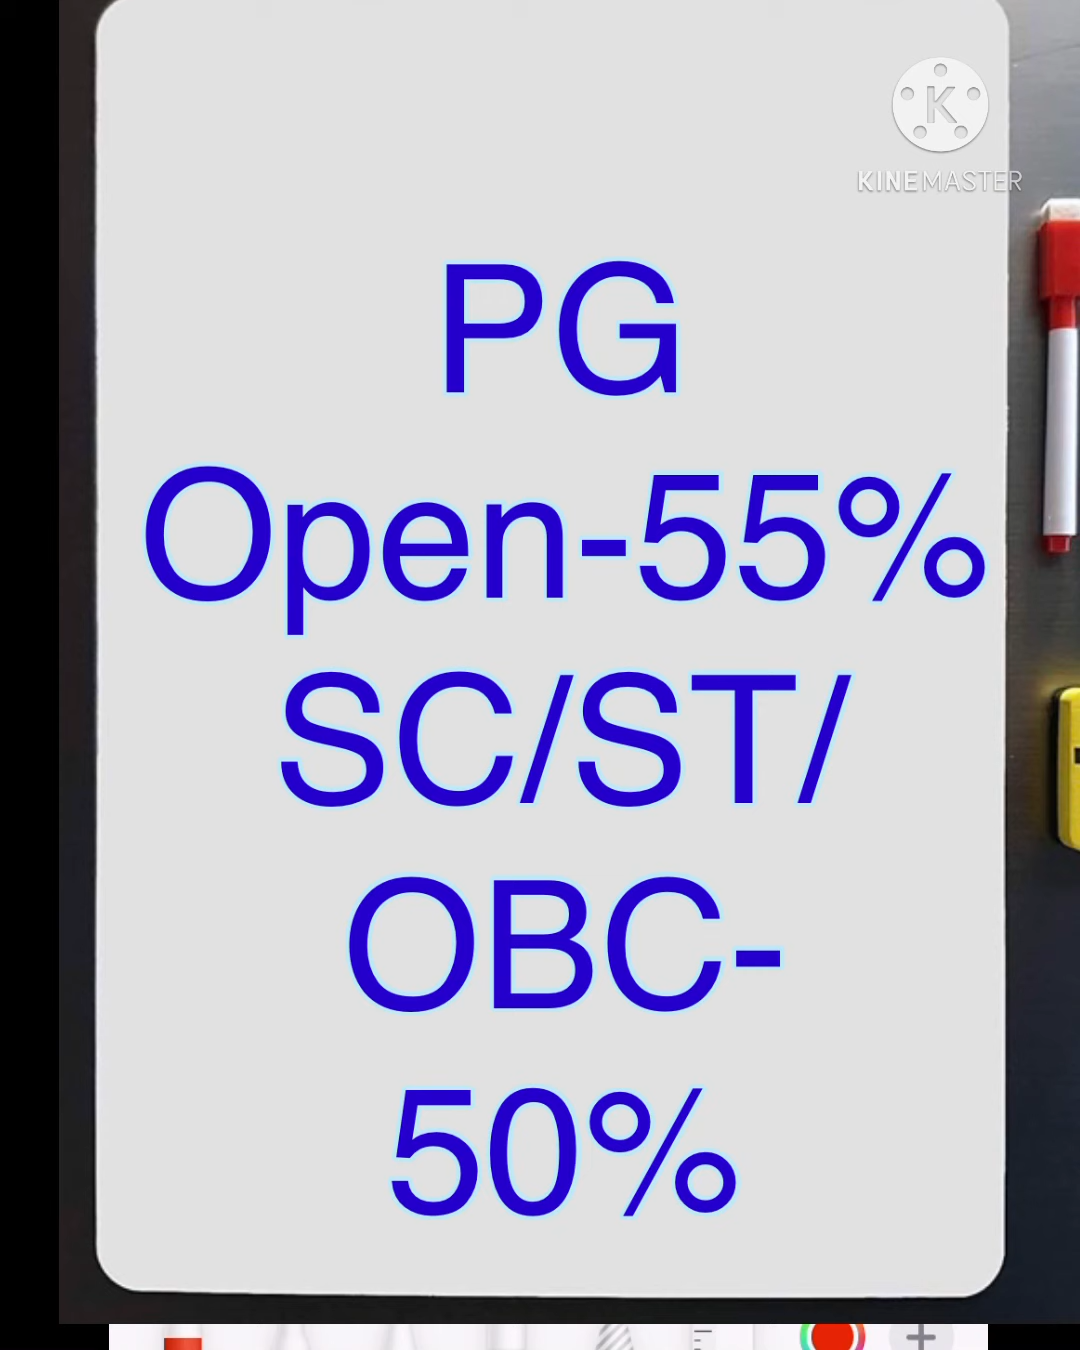 K
KINEMASTER
PG
Open-55%
SC/ST/
OBC-
50%